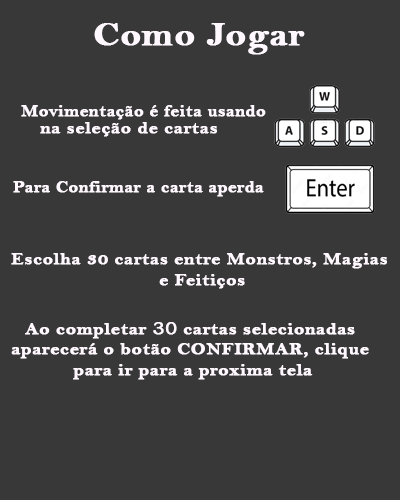 Como Jogar
Movimentação é feita usando
na seleção de cartas
W
A S D
Para Confirmar a carta aperda
Enter
Escolha 30 cartas entre Monstros, Magias
e Feitiços
Ao completar 30 cartas selecionadas
aparecerá o botão CONFIRMAR, clique
para ir para a proxima tela